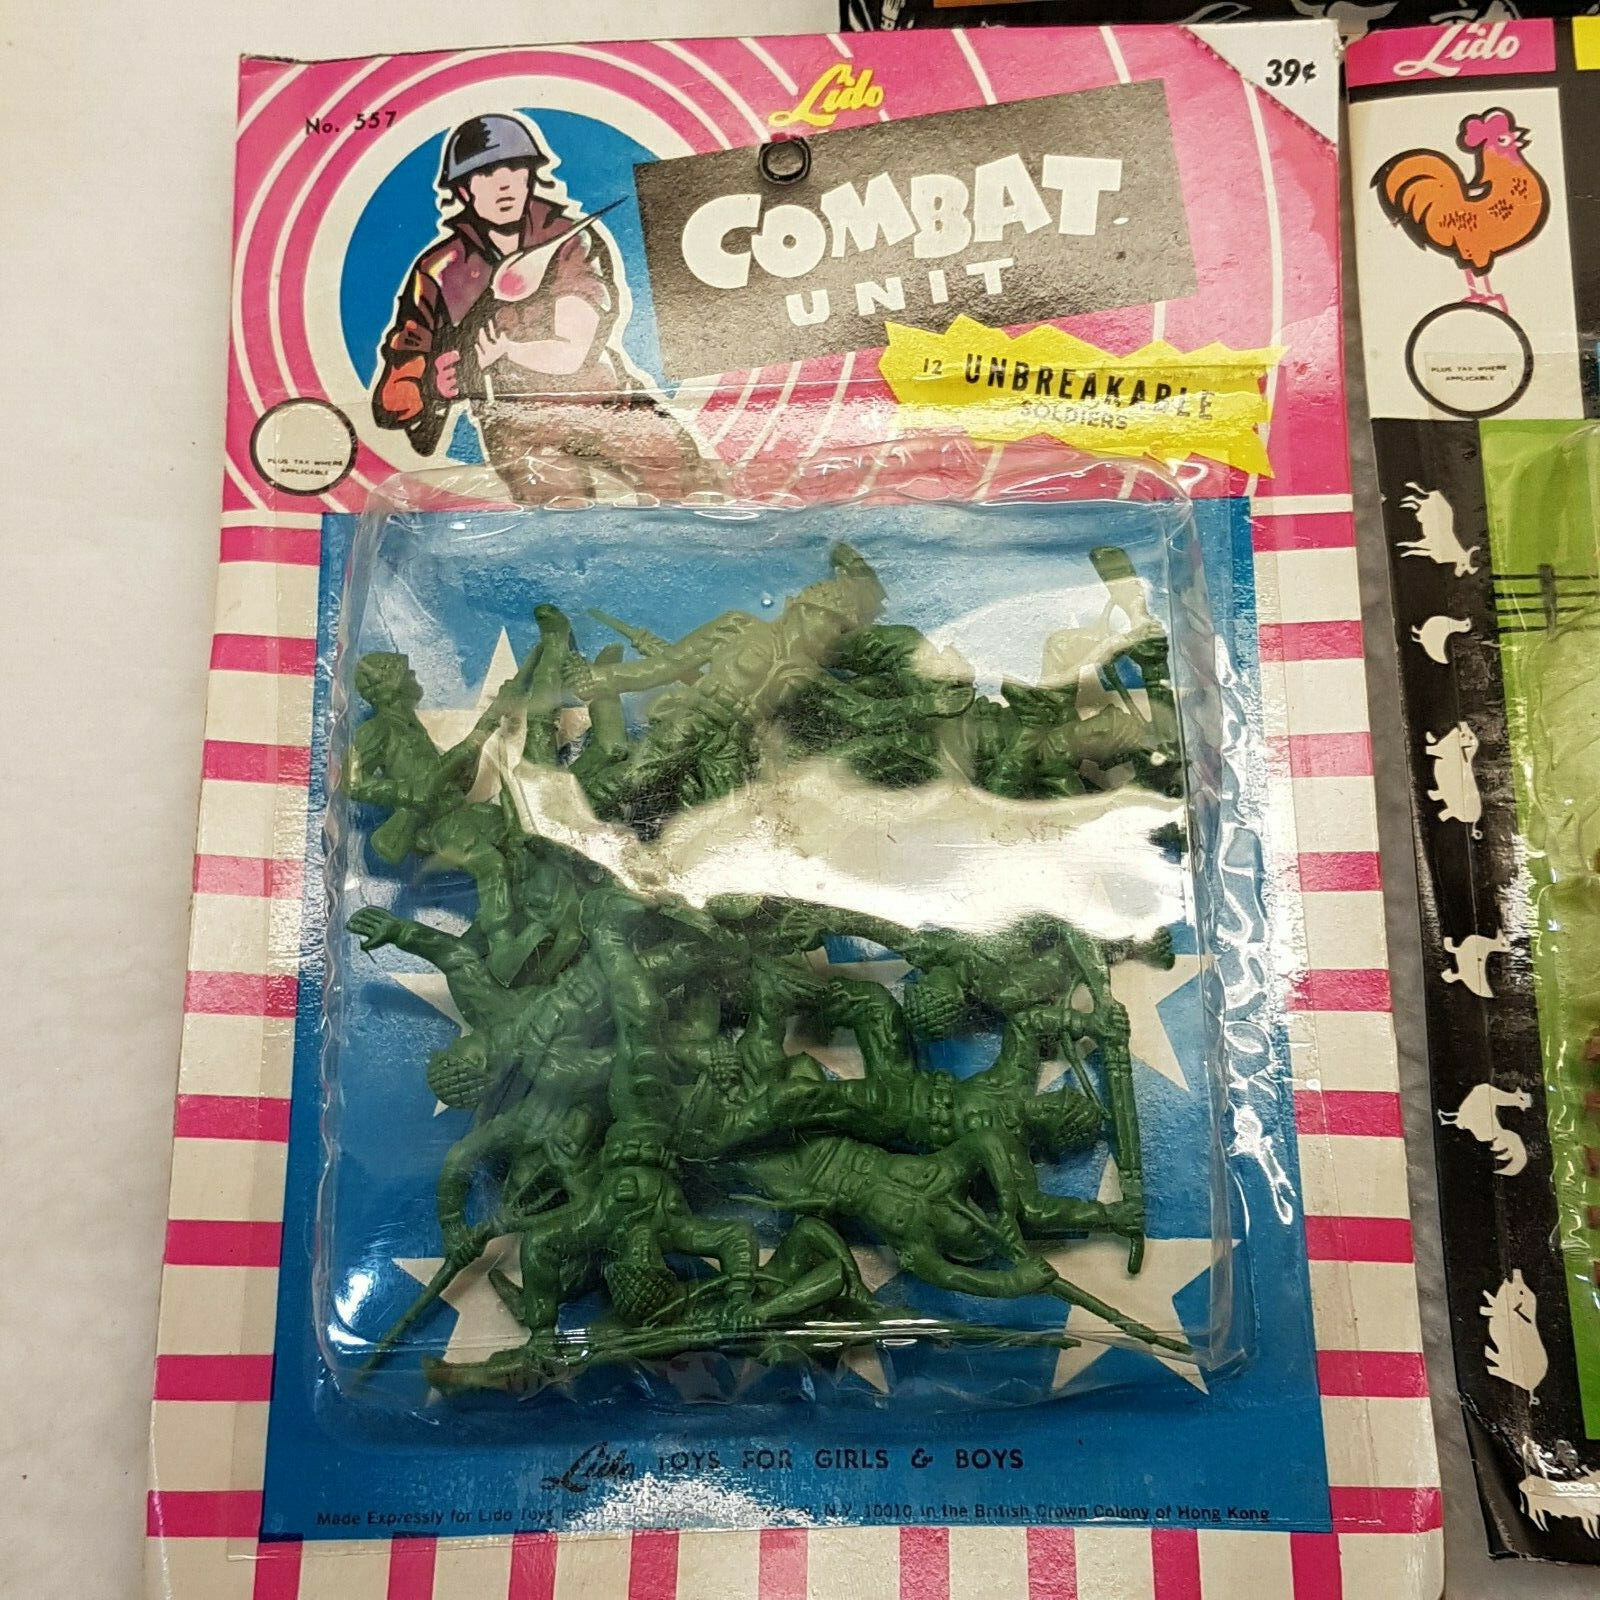 No. 557
Lido
39¢
COMBAT
UNIT
12 UNBREAKABLE
SOLDIERS
PLUS TAX WHERE
APPLICABLE
Lido TOYS FOR GIRLS & BOYS
Made Expressly for Lido Toys N.Y. 10010 in the British Crown Colony of Hong Kong
Lido
PLUS TAX WHERE
APPLICABLE